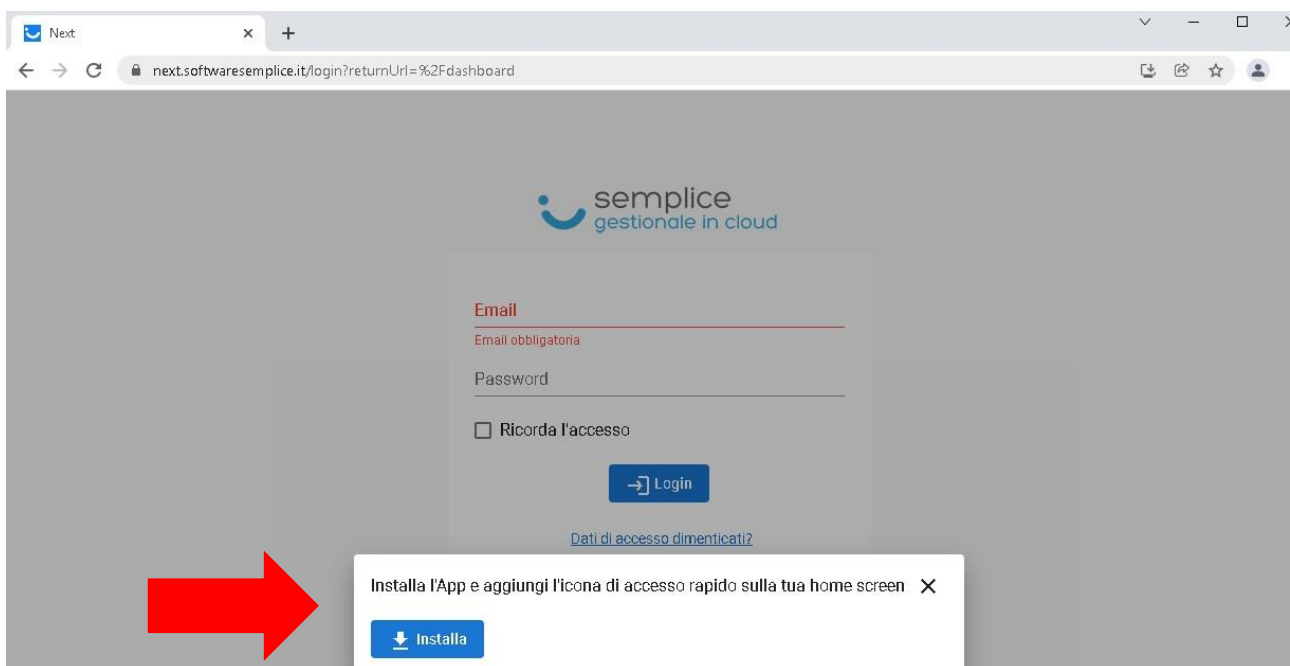 Next
next.softwaresemplice.it/login?returnUrl=%2Fdashboard
semplice
gestionale in cloud
Email
Email obbligatoria
Password
Ricorda l'accesso
Login
Dati di accesso dimenticati?
Installa l'App e aggiungi l'icona di accesso rapido sulla tua home screen
Installa